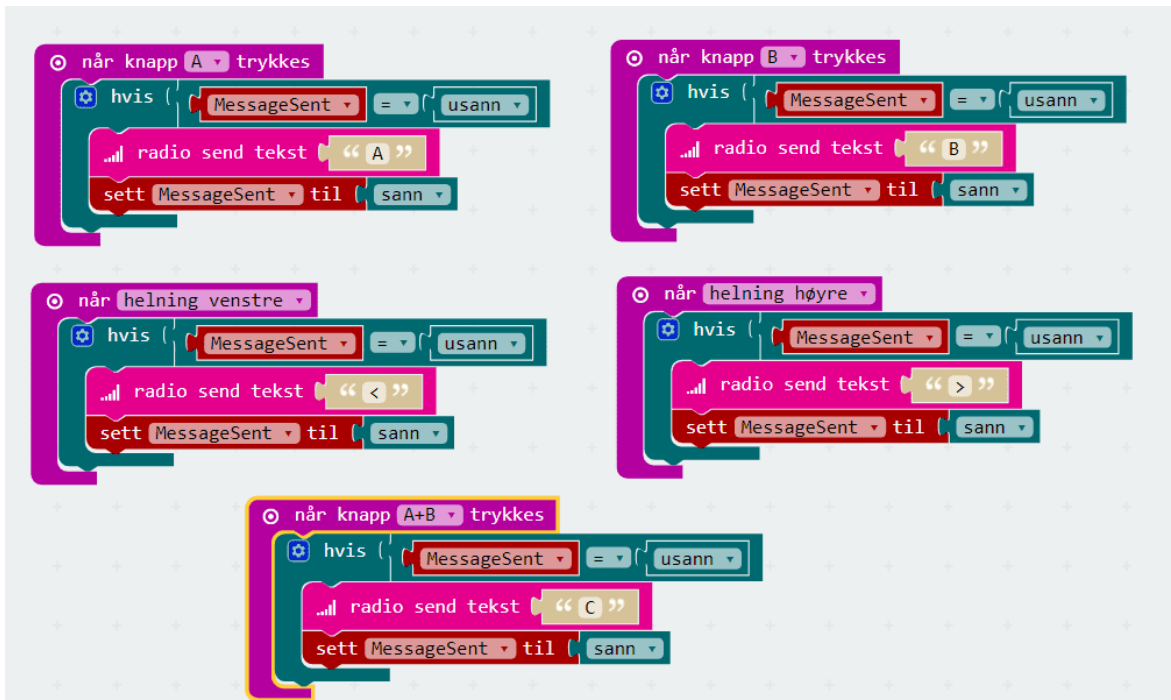 når knapp A trykkes
hvis ( MessageSent = ( usann
radio send tekst “ A ”
sett MessageSent til ( sann
når knapp B trykkes
hvis ( MessageSent = ( usann
radio send tekst “ B ”
sett MessageSent til ( sann
når helning venstre
hvis ( MessageSent = ( usann
radio send tekst “ < ”
sett MessageSent til ( sann
når helning høyre
hvis ( MessageSent = ( usann
radio send tekst “ > ”
sett MessageSent til ( sann
når knapp A+B trykkes
hvis ( MessageSent = ( usann
radio send tekst “ C ”
sett MessageSent til ( sann